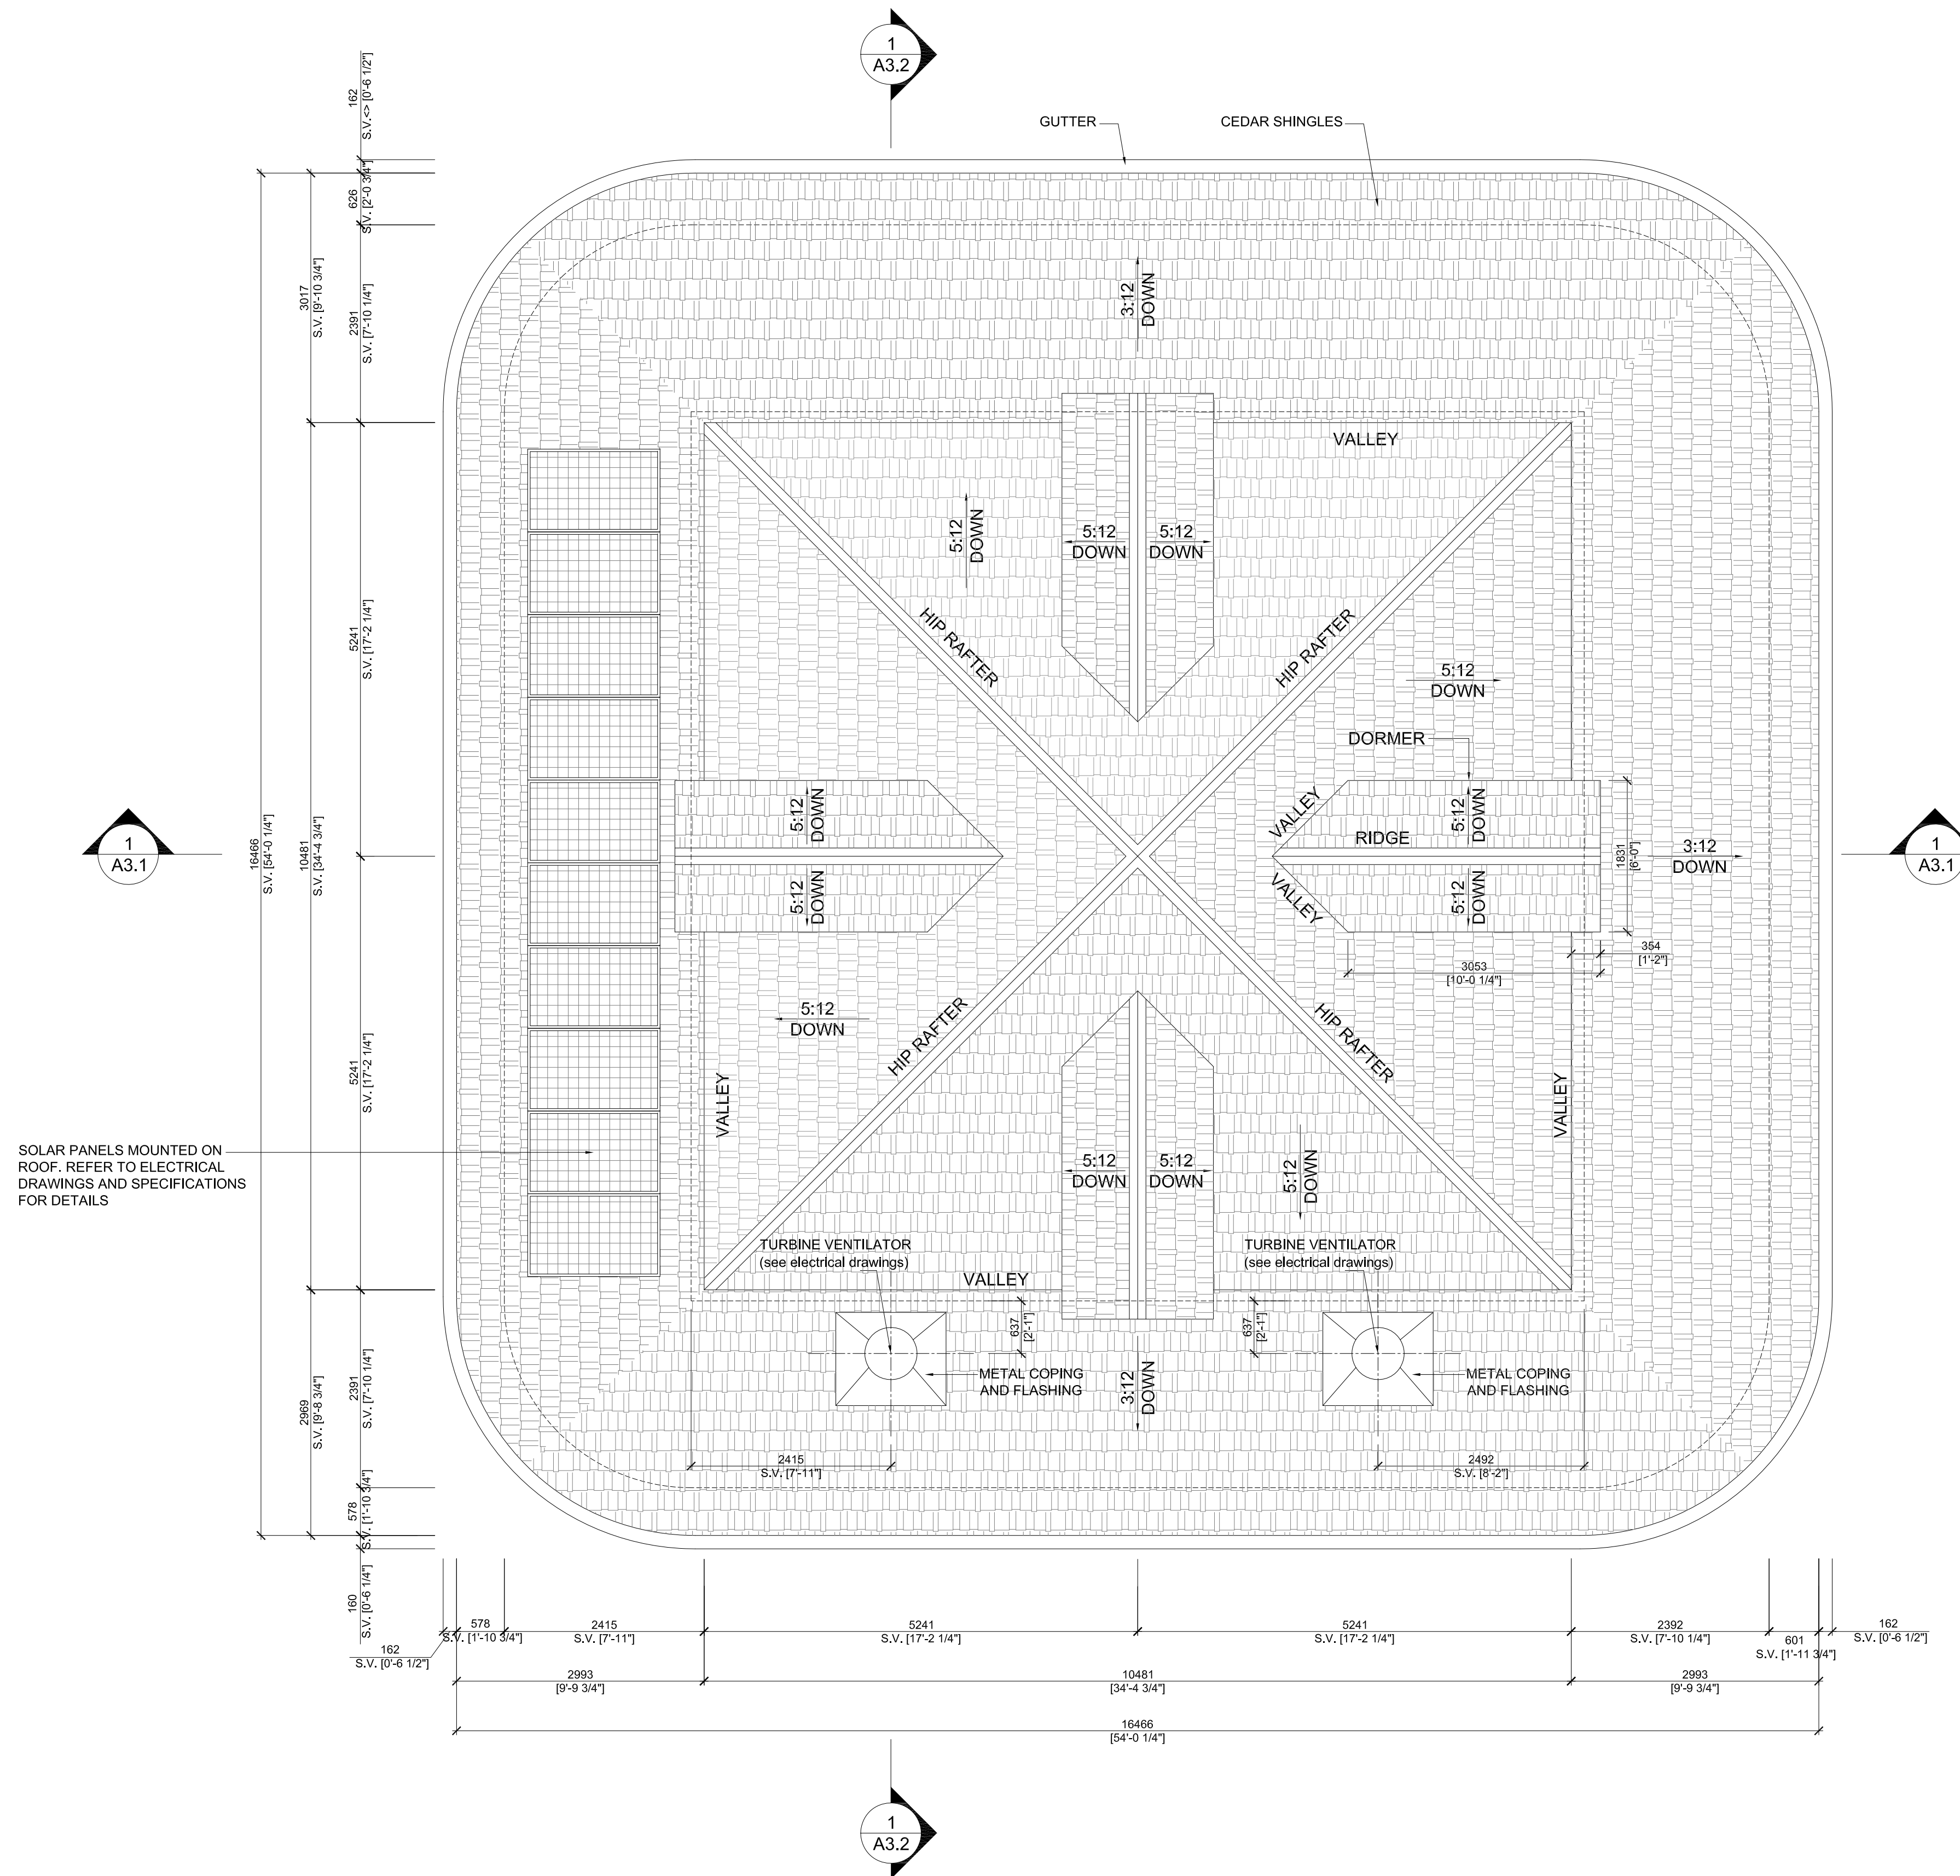 1
A3.2
GUTTER
CEDAR SHINGLES
162
S.V.<> [0'-6 1/2"]
626
S.V. [2'-0 3/4"]
3017
S.V. [9'-10 3/4"]
2391
S.V. [7'-10 1/4"]
3:12
DOWN
VALLEY
5:12
DOWN
5:12
DOWN
5:12
DOWN
5241
S.V. [17'-2 1/4"]
HIP RAFTER
HIP RAFTER
5:12
DOWN
DORMER
16466
S.V. [54'-0 1/4"]
10481
S.V. [34'-4 3/4"]
1
A3.1
5:12
DOWN
5:12
DOWN
VALLEY
RIDGE
VALLEY
5:12
DOWN
5:12
DOWN
1831
[6'-0"]
3:12
DOWN
1
A3.1
354
[1'-2"]
3053
[10'-0 1/4"]
5:12
DOWN
HIP RAFTER
HIP RAFTER
5241
S.V. [17'-2 1/4"]
VALLEY
VALLEY
SOLAR PANELS MOUNTED ON
ROOF. REFER TO ELECTRICAL
DRAWINGS AND SPECIFICATIONS
FOR DETAILS
5:12
DOWN
5:12
DOWN
5:12
DOWN
TURBINE VENTILATOR
(see electrical drawings)
TURBINE VENTILATOR
(see electrical drawings)
VALLEY
637
[2'-1"]
637
[2'-1"]
METAL COPING
AND FLASHING
3:12
DOWN
METAL COPING
AND FLASHING
2969
S.V. [9'-8 3/4"]
2391
S.V. [7'-10 1/4"]
2415
S.V. [7'-11"]
2492
S.V. [8'-2"]
578
S.V. [1'-10 3/4"]
160
S.V. [0'-6 1/4"]
162
S.V. [0'-6 1/2"]
578
S.V. [1'-10 3/4"]
2415
S.V. [7'-11"]
5241
S.V. [17'-2 1/4"]
5241
S.V. [17'-2 1/4"]
2392
S.V. [7'-10 1/4"]
601
S.V. [1'-11 3/4"]
162
S.V. [0'-6 1/2"]
2993
[9'-9 3/4"]
10481
[34'-4 3/4"]
2993
[9'-9 3/4"]
16466
[54'-0 1/4"]
1
A3.2